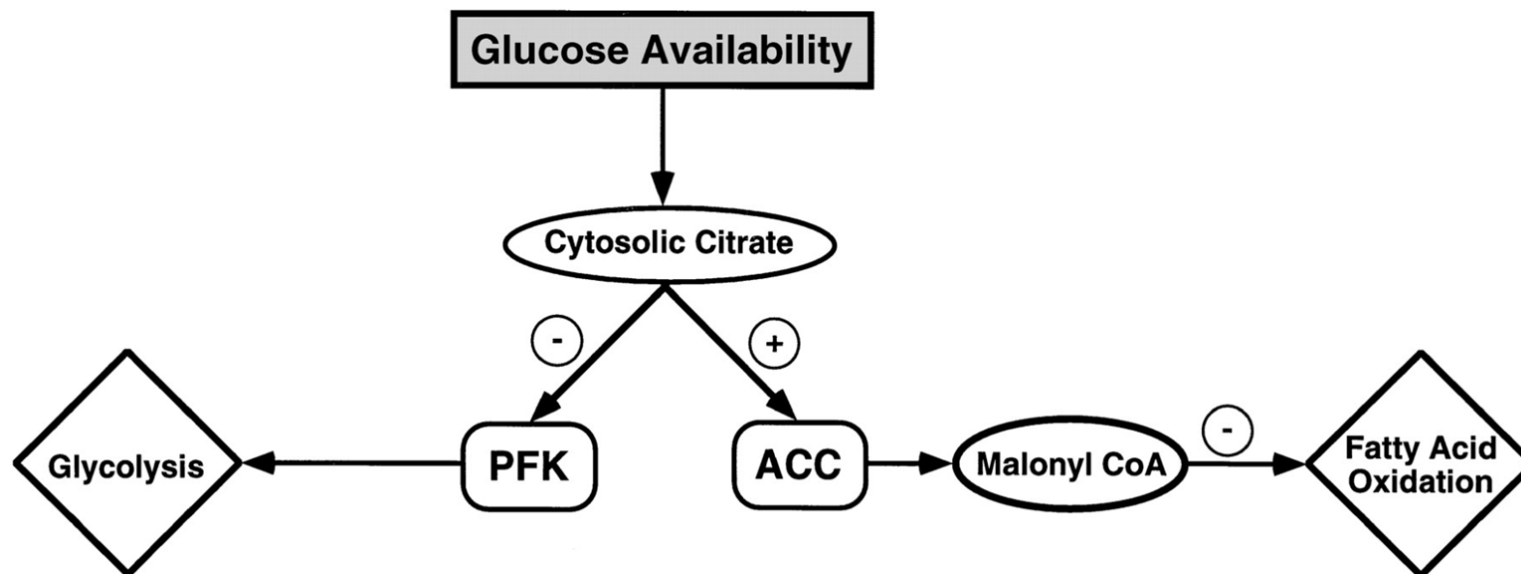 Glucose Availability
Cytosolic Citrate
-
+
Glycolysis
PFK
ACC
Malonyl CoA
-
Fatty Acid
Oxidation